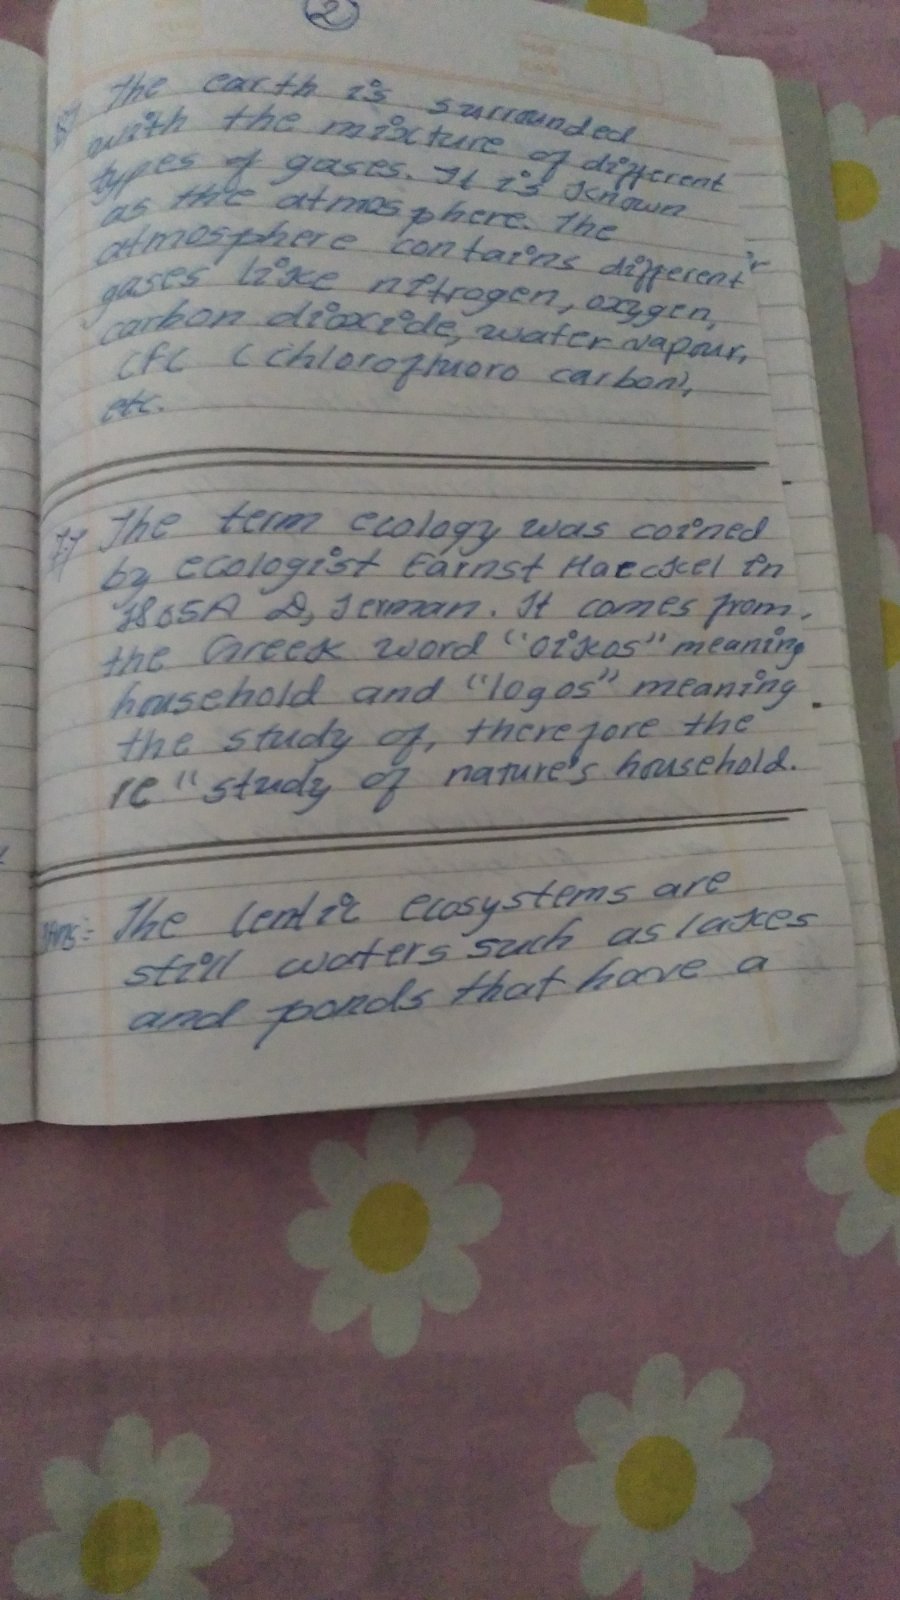 2
The earth is surrounded
with the mixture of different
types of gases. It is known
as the atmosphere. The
atmosphere contains different
gases like nitrogen, oxygen,
carbon dioxide, water vapour,
CFC (chlorofluoro carbon),
etc.
7.7 The term ecology was coined
by ecologist Earnst Haeckel in
1865A D, German. It comes from
the Greek word "Oikos" meaning
household and "logos" meaning
the study of, therefore the
re "study of nature's household.
Ans:- The lentic ecosystems are
still waters such as lakes
and ponds that have a